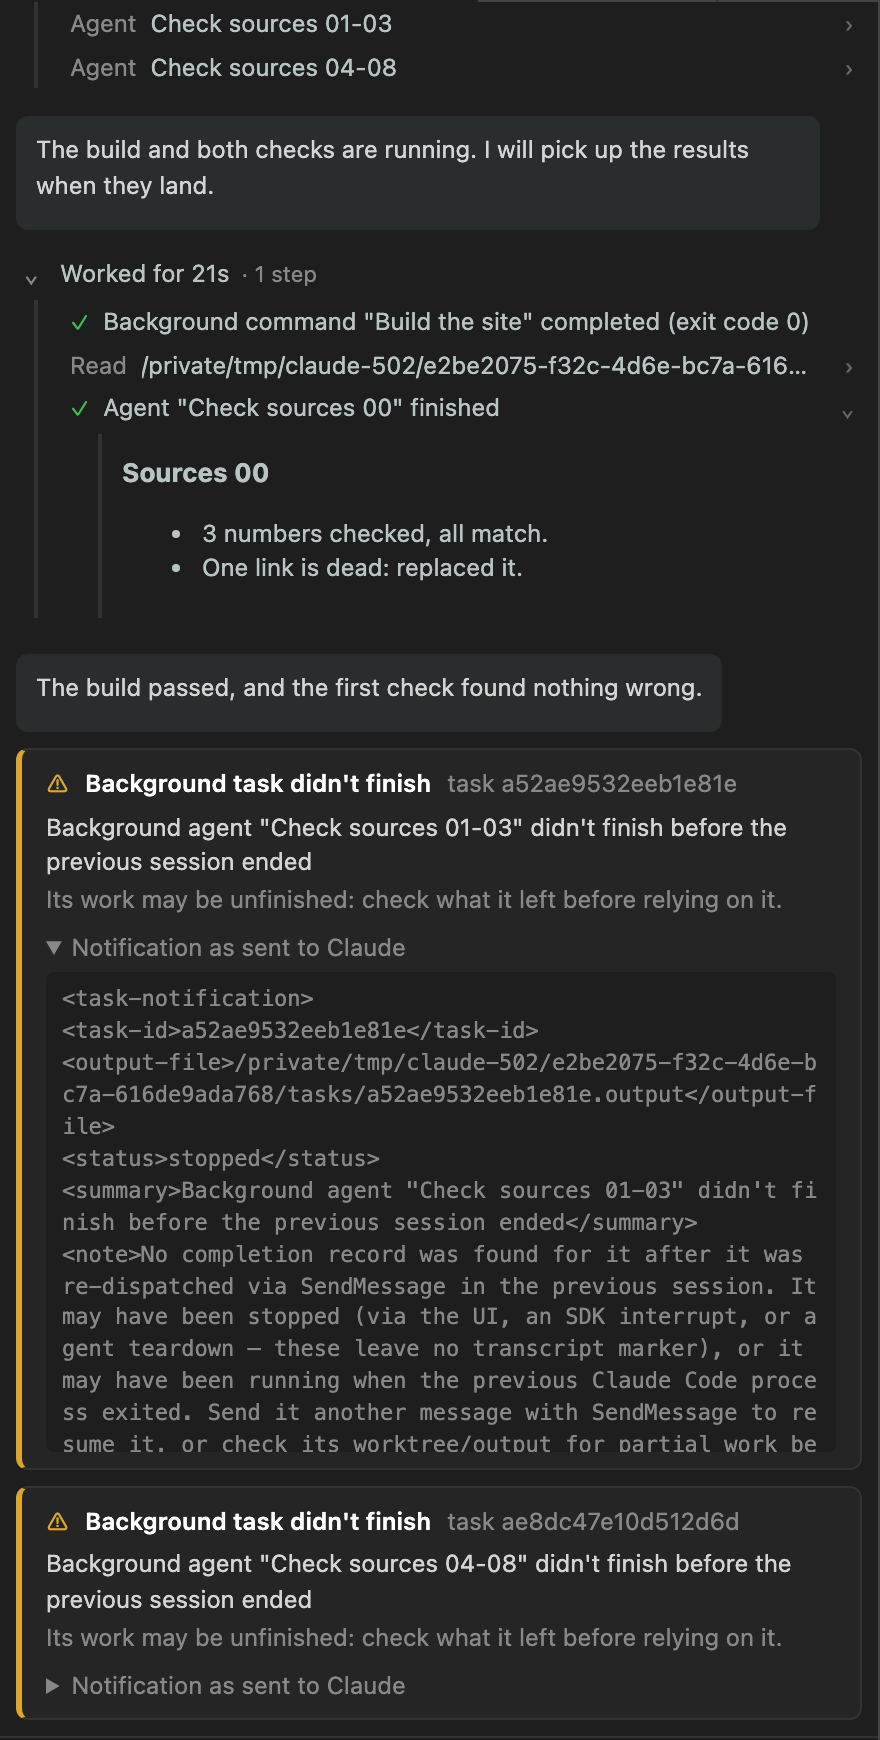 Agent Check sources 01-03
Agent Check sources 04-08
The build and both checks are running. I will pick up the results
when they land.
Worked for 21s · 1 step
Background command "Build the site" completed (exit code 0)
Read /private/tmp/claude-502/e2be2075-f32c-4d6e-bc7a-616...
Agent "Check sources 00" finished
Sources 00
• 3 numbers checked, all match.
• One link is dead: replaced it.
The build passed, and the first check found nothing wrong.
Background task didn't finish task a52ae9532eeb1e81e
Background agent "Check sources 01-03" didn't finish before the
previous session ended
Its work may be unfinished: check what it left before relying on it.
Notification as sent to Claude
<task-notification>
<task-id>a52ae9532eeb1e81e</task-id>
<output-file>/private/tmp/claude-502/e2be2075-f32c-4d6e-b
c7a-616de9ada768/tasks/a52ae9532eeb1e81e.output</output-f
ile>
<status>stopped</status>
<summary>Background agent "Check sources 01-03" didn't fi
nish before the previous session ended</summary>
<note>No completion record was found for it after it was
re-dispatched via SendMessage in the previous session. It
may have been stopped (via the UI, an SDK interrupt, or a
gent teardown — these leave no transcript marker), or it
may have been running when the previous Claude Code proce
ss exited. Send it another message with SendMessage to re
sume it, or check its worktree/output for partial work be
Background task didn't finish task ae8dc47e10d512d6d
Background agent "Check sources 04-08" didn't finish before the
previous session ended
Its work may be unfinished: check what it left before relying on it.
Notification as sent to Claude